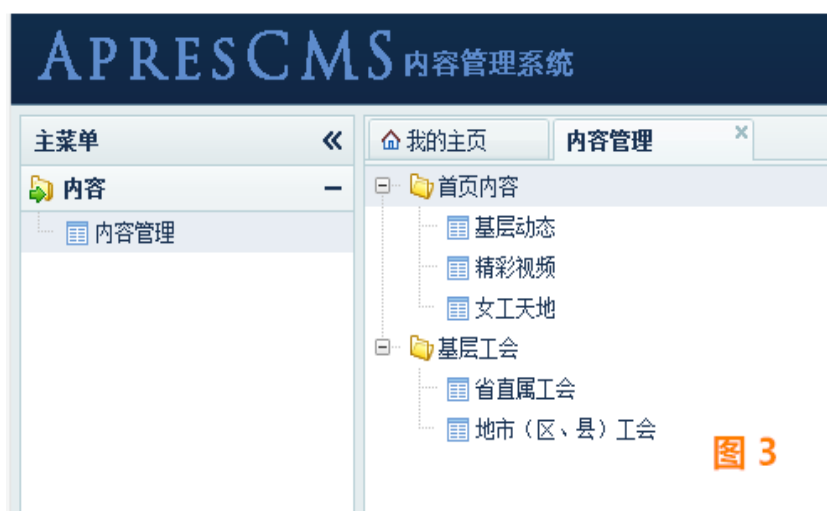 APRESCMS 内容管理系统
主菜单
内容
内容管理
我的主页 内容管理
首页内容
基层动态
精彩视频
女工天地
基层工会
省直属工会
地市（区、县）工会
图 3